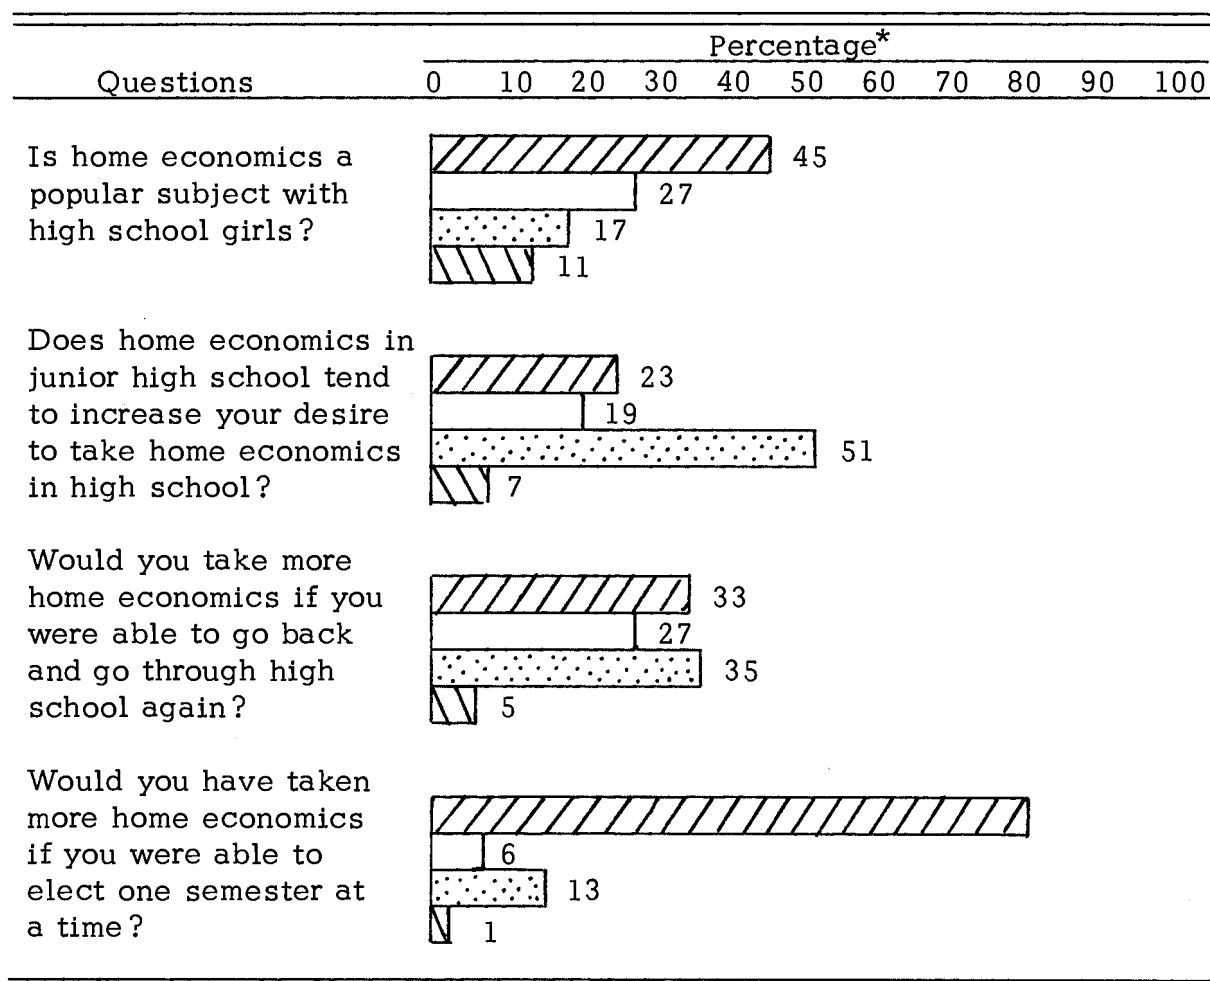 Percentage*
Questions 0 10 20 30 40 50 60 70 80 90 100
Is home economics a
popular subject with
high school girls?
45
27
17
11
Does home economics in
junior high school tend
to increase your desire
to take home economics
in high school?
23
19
51
7
Would you take more
home economics if you
were able to go back
and go through high
school again?
33
27
35
5
Would you have taken
more home economics
if you were able to
elect one semester at
a time?
6
13
1